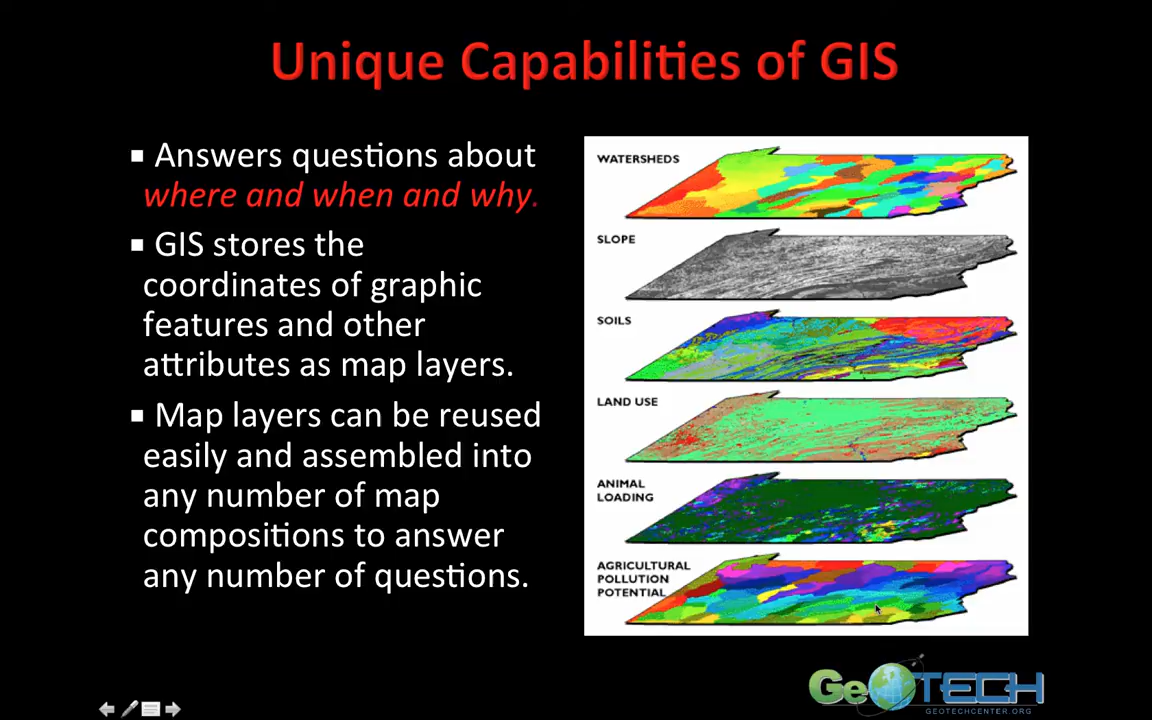 Unique Capabilities of GIS
▪ Answers questions about
where and when and why.
▪ GIS stores the
coordinates of graphic
features and other
attributes as map layers.
▪ Map layers can be reused
easily and assembled into
any number of map
compositions to answer
any number of questions.
WATERSHEDS
SLOPE
SOILS
LAND USE
ANIMAL
LOADING
AGRICULTURAL
POLLUTION
POTENTIAL
GeoTECH
GEOTECHCENTER.ORG